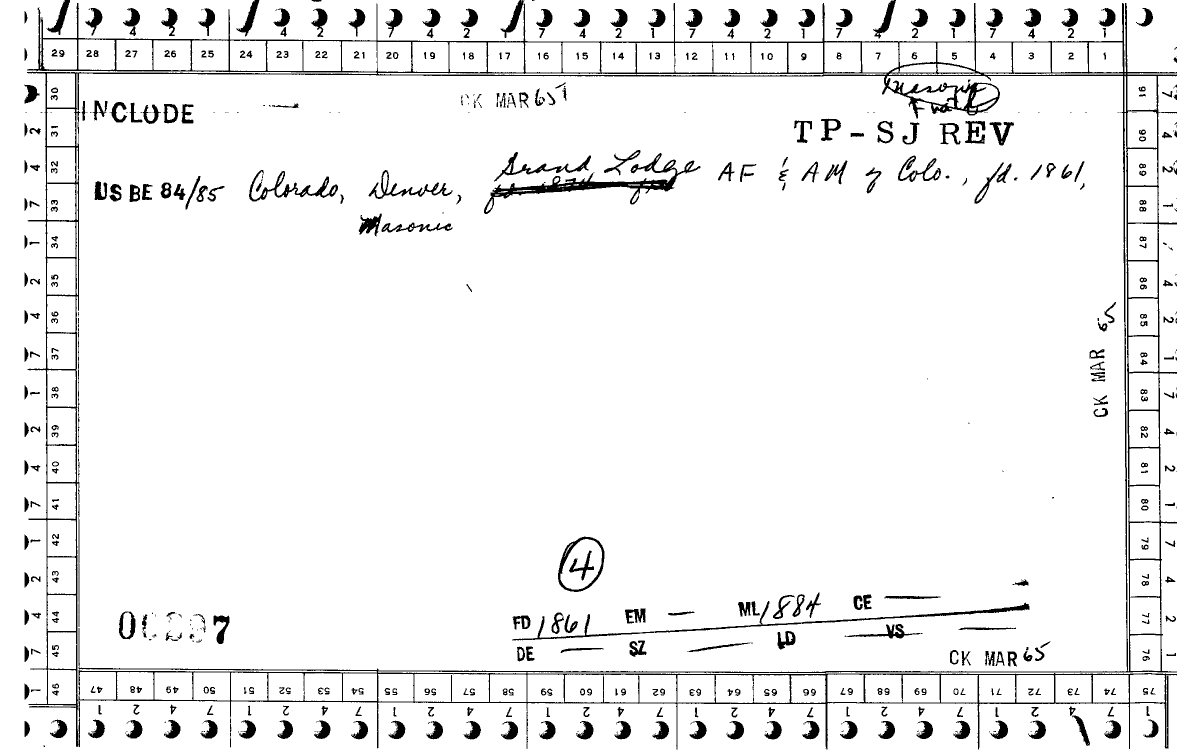 7 4 2 1 7 4 2 1 7 4 2 1 7 4 2 1 7 4 2 1 7 4 2 1 7 4 2 1
29 28 27 26 25 24 23 22 21 20 19 18 17 16 15 14 13 12 11 10 9 8 7 6 5 4 3 2 1
Masonic
CK MAR 65
INCLUDE
TP-SJ REV
Grand Lodge
US BE 84/85 Colorado, Denver, fd. 1874 AF & AM of Colo., fd. 1861,
Masonic
CK MAR 65
4
FD 1861 EM — ML 1884 CE —
DE — SZ — LD — VS —
CK MAR 65
30 31 32 33 34 35 36 37 38 39 40 41 42 43 44 45 46
91 90 89 88 87 86 85 84 83 82 81 80 79 78 77 76
47 48 49 50 51 52 53 54 55 56 57 58 59 60 61 62 63 64 65 66 67 68 69 70 71 72 73 74 75
1 2 4 7 1 2 4 7 1 2 4 7 1 2 4 7 1 2 4 7 1 2 4 7 1 2 4 7 1